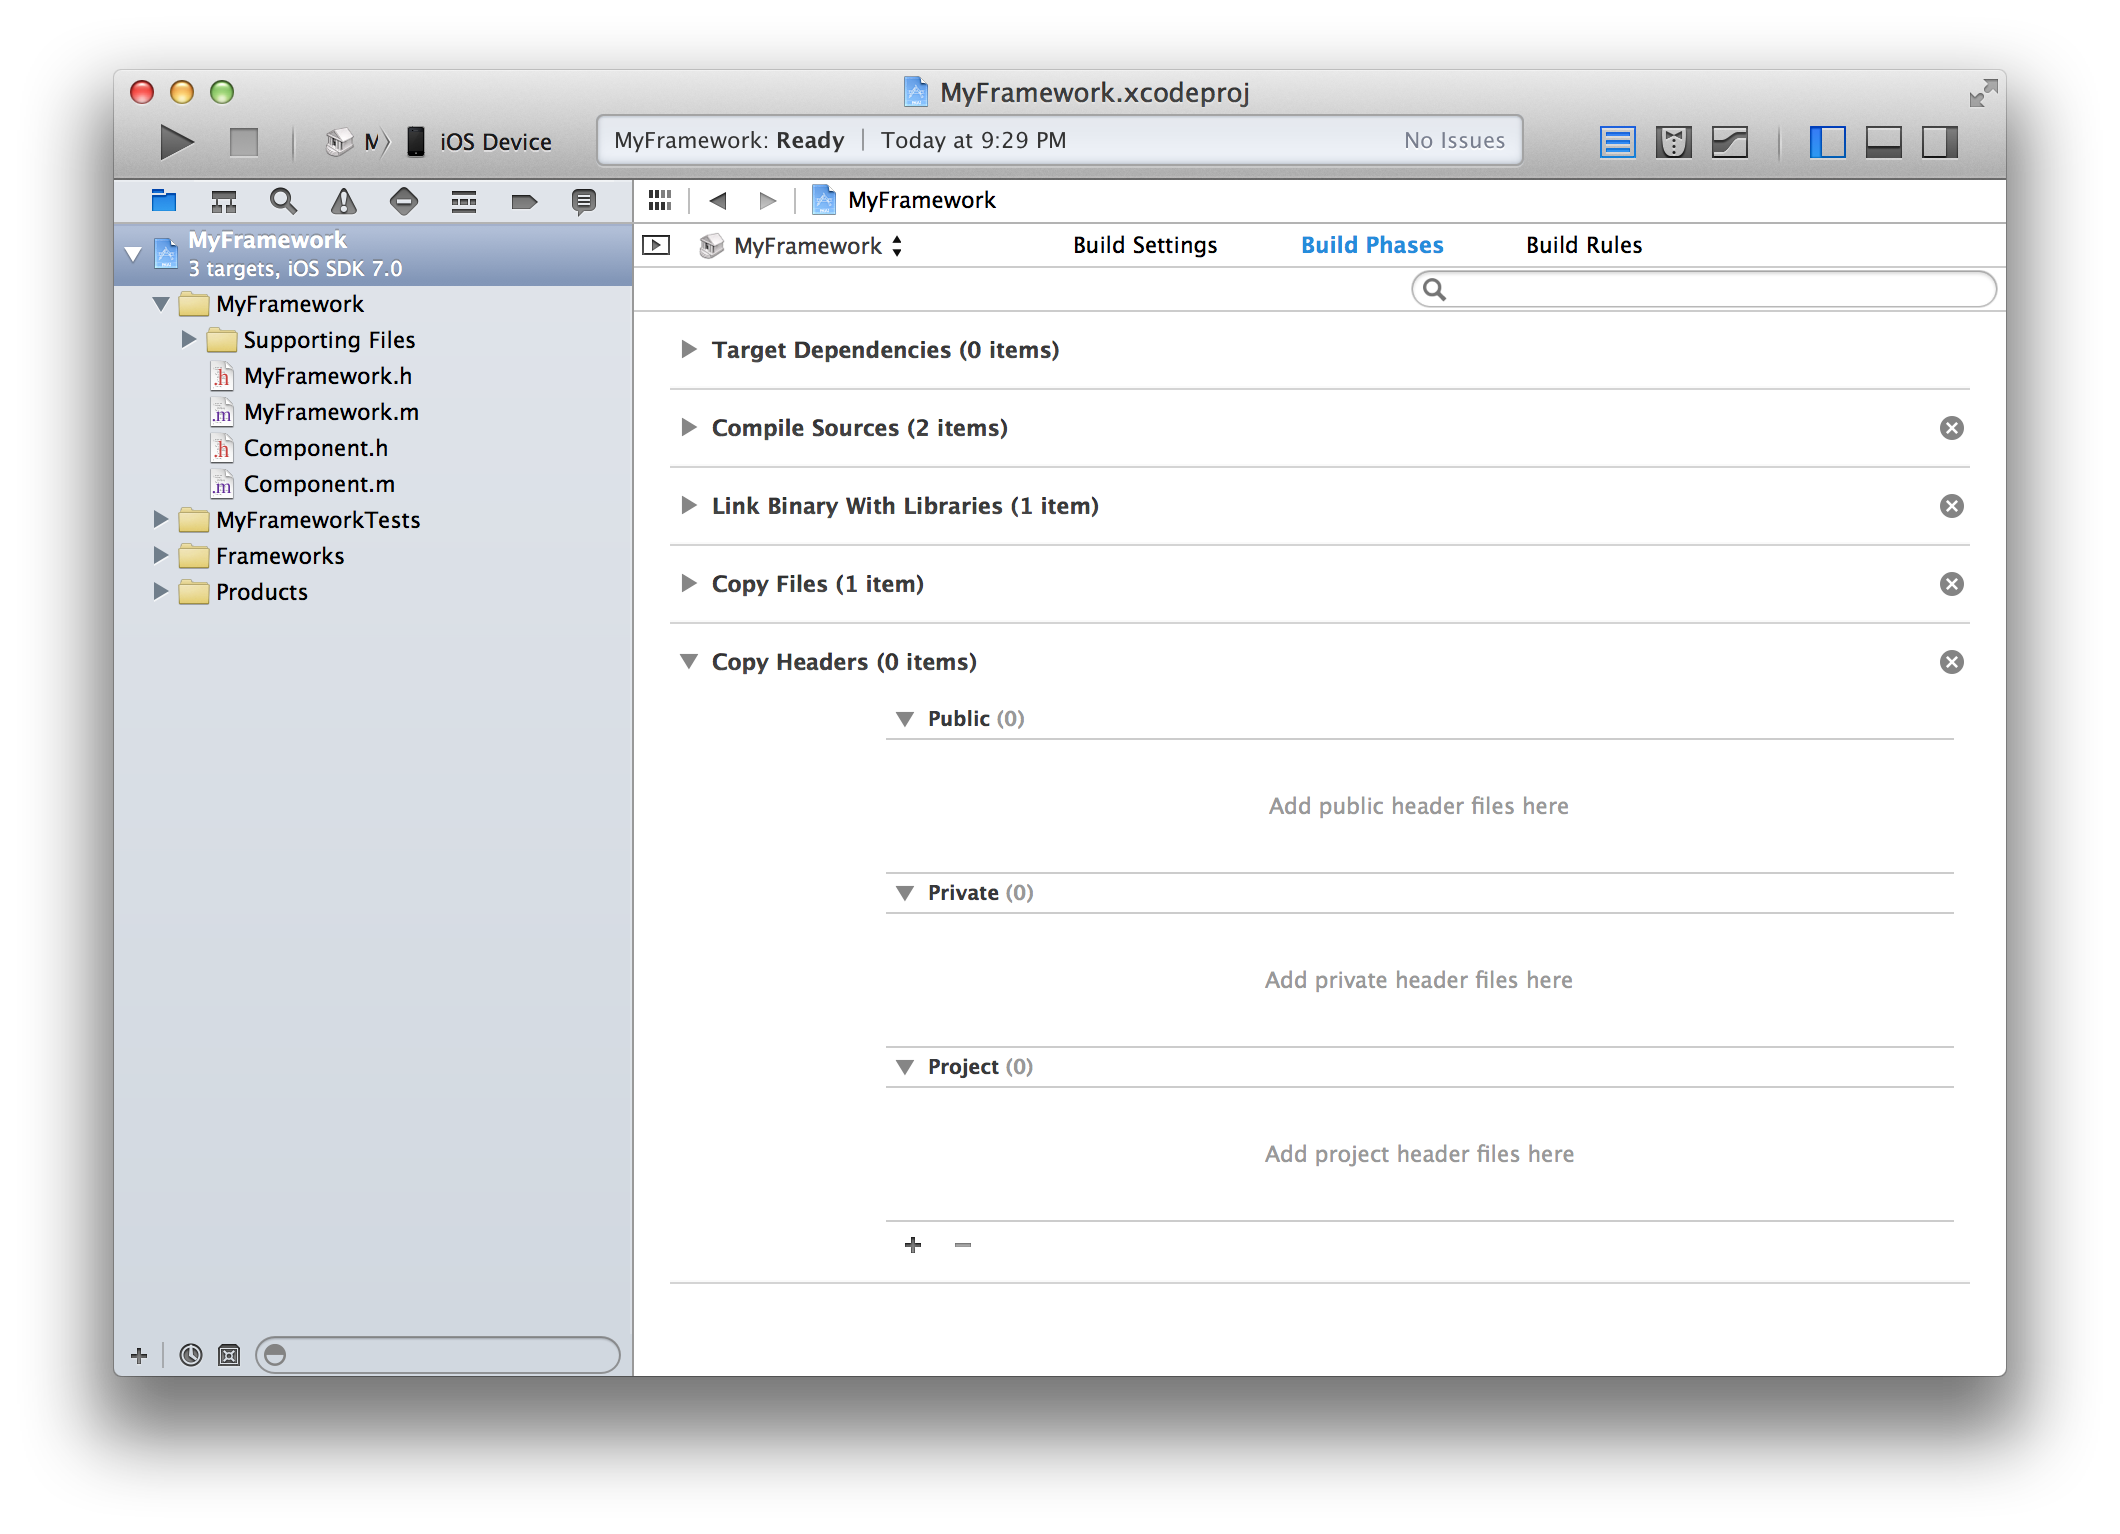 MyFramework.xcodeproj
M iOS Device
MyFramework: Ready Today at 9:29 PM No Issues
MyFramework
MyFramework
3 targets, iOS SDK 7.0
MyFramework
Supporting Files
.h MyFramework.h
.m MyFramework.m
.h Component.h
.m Component.m
MyFrameworkTests
Frameworks
Products
MyFramework Build Settings Build Phases Build Rules
Target Dependencies (0 items)
Compile Sources (2 items)
Link Binary With Libraries (1 item)
Copy Files (1 item)
Copy Headers (0 items)
Public (0)
Add public header files here
Private (0)
Add private header files here
Project (0)
Add project header files here